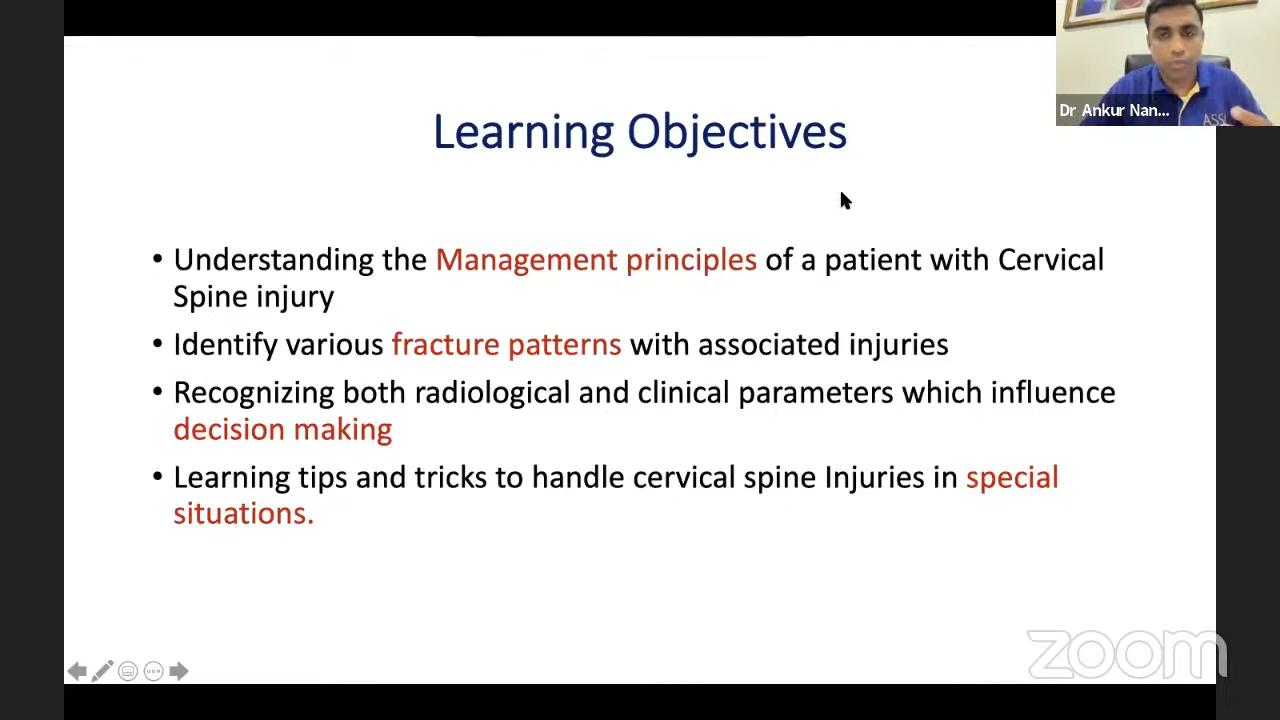 Dr Ankur Nan...
ASSI
Learning Objectives
• Understanding the Management principles of a patient with Cervical
Spine injury
• Identify various fracture patterns with associated injuries
• Recognizing both radiological and clinical parameters which influence
decision making
• Learning tips and tricks to handle cervical spine Injuries in special
situations.
zoom